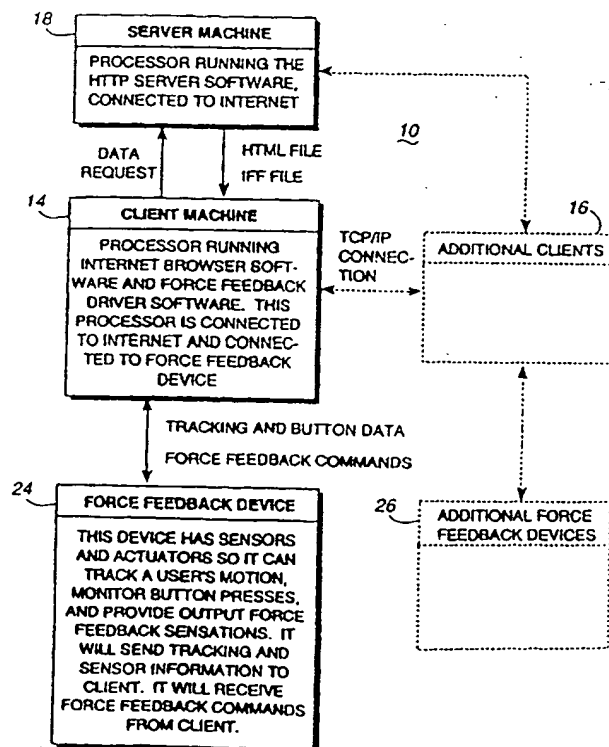 18
SERVER MACHINE
PROCESSOR RUNNING THE
HTTP SERVER SOFTWARE,
CONNECTED TO INTERNET
10
DATA
REQUEST
HTML FILE
IFF FILE
14
CLIENT MACHINE
PROCESSOR RUNNING
INTERNET BROWSER SOFT-
WARE AND FORCE FEEDBACK
DRIVER SOFTWARE. THIS
PROCESSOR IS CONNECTED
TO INTERNET AND CONNEC-
TED TO FORCE FEEDBACK
DEVICE
TCP/IP
CONNEC-
TION
16
ADDITIONAL CLIENTS
TRACKING AND BUTTON DATA
FORCE FEEDBACK COMMANDS
24
FORCE FEEDBACK DEVICE
THIS DEVICE HAS SENSORS
AND ACTUATORS SO IT CAN
TRACK A USER'S MOTION,
MONITOR BUTTON PRESSES,
AND PROVIDE OUTPUT FORCE
FEEDBACK SENSATIONS. IT
WILL SEND TRACKING AND
SENSOR INFORMATION TO
CLIENT. IT WILL RECEIVE
FORCE FEEDBACK COMMANDS
FROM CLIENT.
26
ADDITIONAL FORCE
FEEDBACK DEVICES